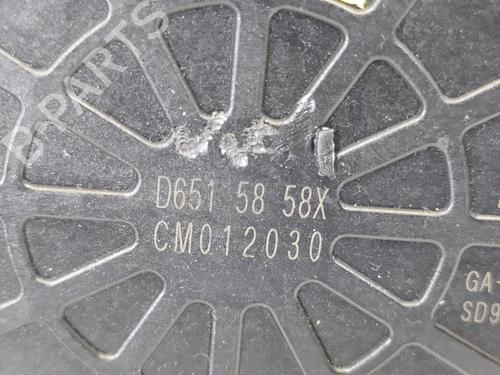 B-PARTS
D651 58 58X
CM012030
GA-
SD9